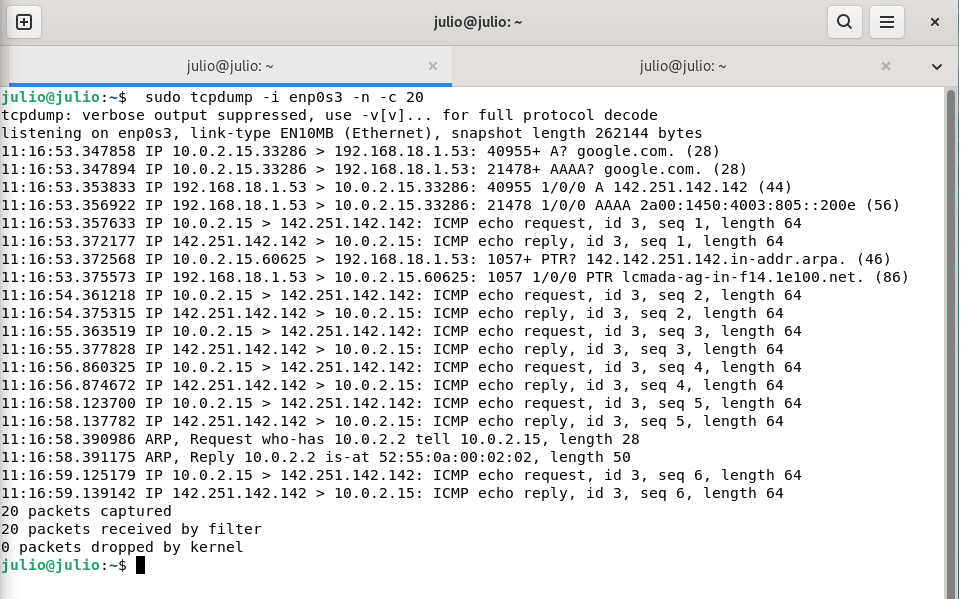 julio@julio: ~
julio@julio: ~
julio@julio: ~
julio@julio:~$  sudo tcpdump -i enp0s3 -n -c 20
tcpdump: verbose output suppressed, use -v[v]... for full protocol decode
listening on enp0s3, link-type EN10MB (Ethernet), snapshot length 262144 bytes
11:16:53.347858 IP 10.0.2.15.33286 > 192.168.18.1.53: 40955+ A? google.com. (28)
11:16:53.347894 IP 10.0.2.15.33286 > 192.168.18.1.53: 21478+ AAAA? google.com. (28)
11:16:53.353833 IP 192.168.18.1.53 > 10.0.2.15.33286: 40955 1/0/0 A 142.251.142.142 (44)
11:16:53.356922 IP 192.168.18.1.53 > 10.0.2.15.33286: 21478 1/0/0 AAAA 2a00:1450:4003:805::200e (56)
11:16:53.357633 IP 10.0.2.15 > 142.251.142.142: ICMP echo request, id 3, seq 1, length 64
11:16:53.372177 IP 142.251.142.142 > 10.0.2.15: ICMP echo reply, id 3, seq 1, length 64
11:16:53.372568 IP 10.0.2.15.60625 > 192.168.18.1.53: 1057+ PTR? 142.142.251.142.in-addr.arpa. (46)
11:16:53.375573 IP 192.168.18.1.53 > 10.0.2.15.60625: 1057 1/0/0 PTR lcmada-ag-in-f14.1e100.net. (86)
11:16:54.361218 IP 10.0.2.15 > 142.251.142.142: ICMP echo request, id 3, seq 2, length 64
11:16:54.375315 IP 142.251.142.142 > 10.0.2.15: ICMP echo reply, id 3, seq 2, length 64
11:16:55.363519 IP 10.0.2.15 > 142.251.142.142: ICMP echo request, id 3, seq 3, length 64
11:16:55.377828 IP 142.251.142.142 > 10.0.2.15: ICMP echo reply, id 3, seq 3, length 64
11:16:56.860325 IP 10.0.2.15 > 142.251.142.142: ICMP echo request, id 3, seq 4, length 64
11:16:56.874672 IP 142.251.142.142 > 10.0.2.15: ICMP echo reply, id 3, seq 4, length 64
11:16:58.123700 IP 10.0.2.15 > 142.251.142.142: ICMP echo request, id 3, seq 5, length 64
11:16:58.137782 IP 142.251.142.142 > 10.0.2.15: ICMP echo reply, id 3, seq 5, length 64
11:16:58.390986 ARP, Request who-has 10.0.2.2 tell 10.0.2.15, length 28
11:16:58.391175 ARP, Reply 10.0.2.2 is-at 52:55:0a:00:02:02, length 50
11:16:59.125179 IP 10.0.2.15 > 142.251.142.142: ICMP echo request, id 3, seq 6, length 64
11:16:59.139142 IP 142.251.142.142 > 10.0.2.15: ICMP echo reply, id 3, seq 6, length 64
20 packets captured
20 packets received by filter
0 packets dropped by kernel
julio@julio:~$